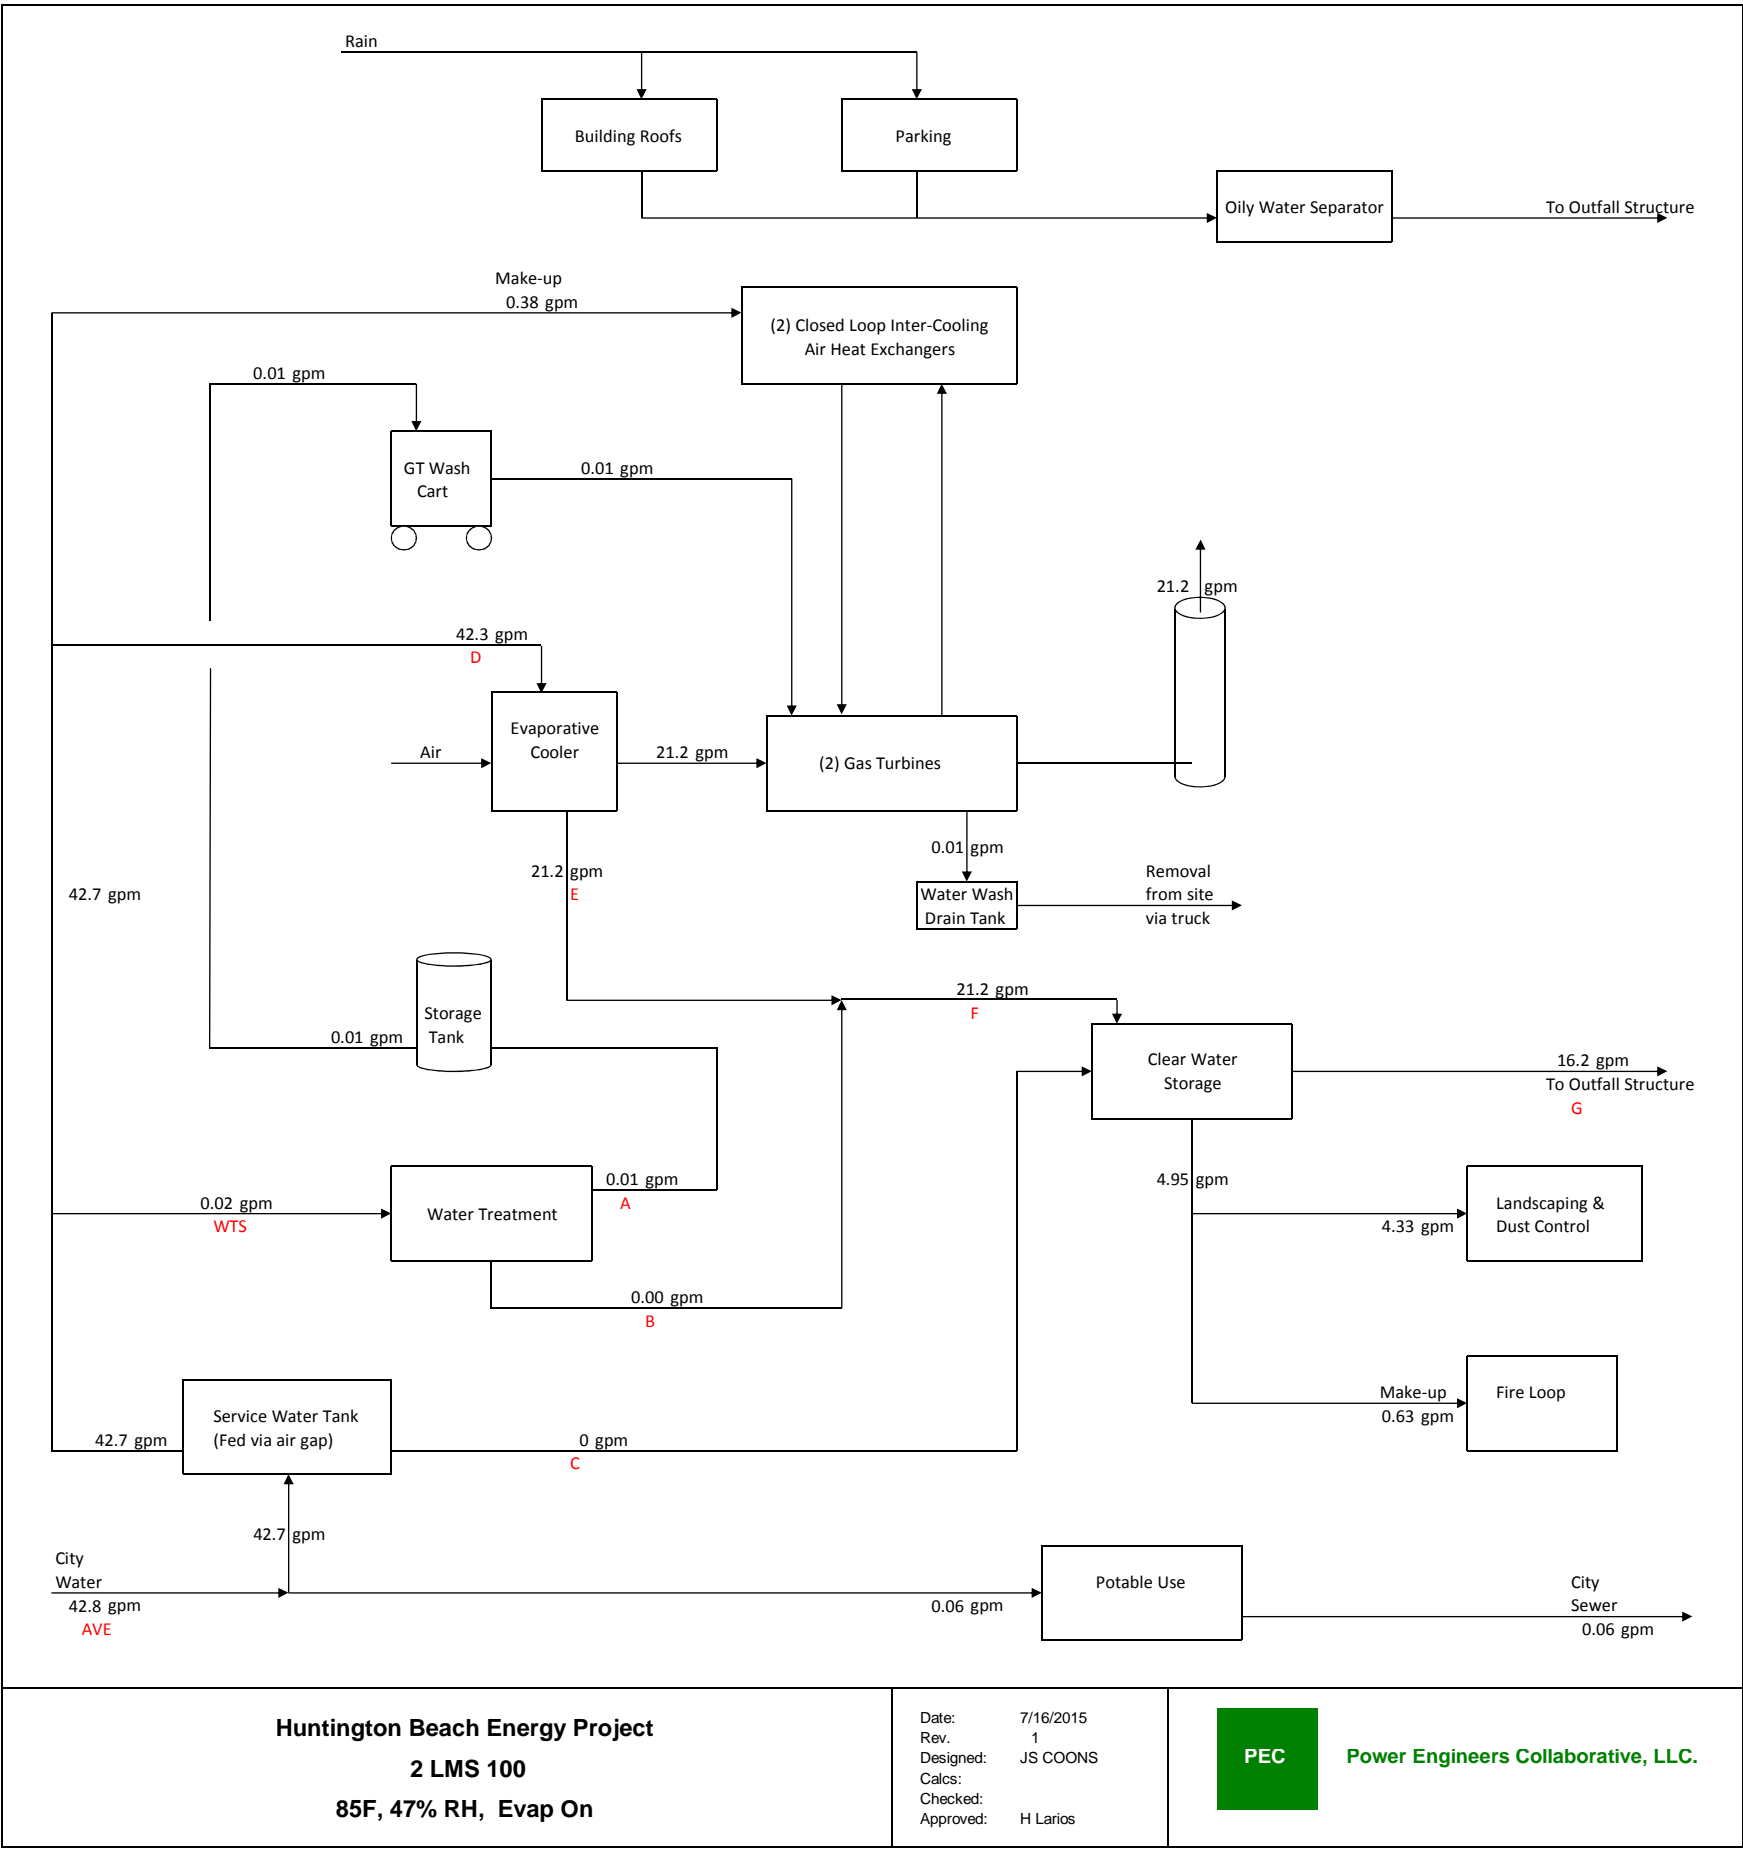 Rain
Building Roofs
Parking
Oily Water Separator
To Outfall Structure
Make-up
0.38 gpm
(2) Closed Loop Inter-Cooling
Air Heat Exchangers
0.01 gpm
GT Wash
Cart
0.01 gpm
21.2 gpm
42.3 gpm
D
Evaporative
Cooler
Air
21.2 gpm
(2) Gas Turbines
0.01 gpm
21.2 gpm
E
42.7 gpm
Water Wash
Drain Tank
Removal
from site
via truck
Storage
Tank
0.01 gpm
21.2 gpm
F
Clear Water
Storage
16.2 gpm
To Outfall Structure
G
4.95 gpm
0.02 gpm
WTS
Water Treatment
0.01 gpm
A
4.33 gpm
Landscaping &
Dust Control
0.00 gpm
B
Make-up
0.63 gpm
Fire Loop
Service Water Tank
(Fed via air gap)
42.7 gpm
0 gpm
C
42.7 gpm
City
Water
42.8 gpm
AVE
0.06 gpm
Potable Use
City
Sewer
0.06 gpm
Huntington Beach Energy Project
2 LMS 100
85F, 47% RH, Evap On
Date: 7/16/2015
Rev. 1
Designed: JS COONS
Calcs:
Checked:
Approved: H Larios
PEC
Power Engineers Collaborative, LLC.